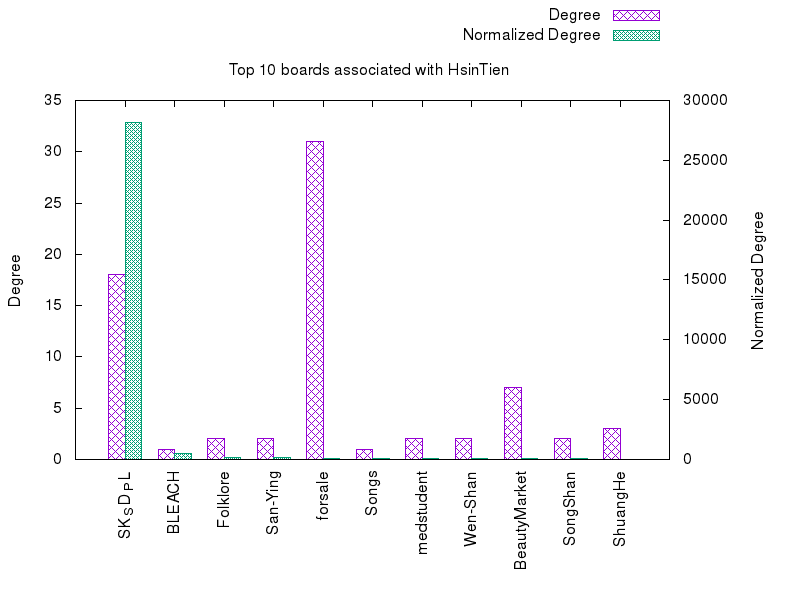 Degree
Normalized Degree
Top 10 boards associated with HsinTien
35
30
25
20
15
10
5
0
30000
25000
20000
15000
10000
5000
0
Degree
Normalized Degree
SKSDPL
BLEACH
Folklore
San-Ying
forsale
Songs
medstudent
Wen-Shan
BeautyMarket
SongShan
ShuangHe